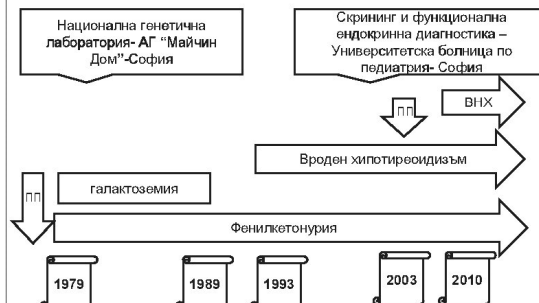 Национална генетична
лаборатория- АГ “Майчин
Дом”-София
Скрининг и функционална
ендокринна диагностика –
Университетска болница по
педиатрия- София
ВНХ
пп
Вроден хипотиреоидизъм
пп
галактоземия
Фенилкетонурия
1979
1989
1993
2003
2010